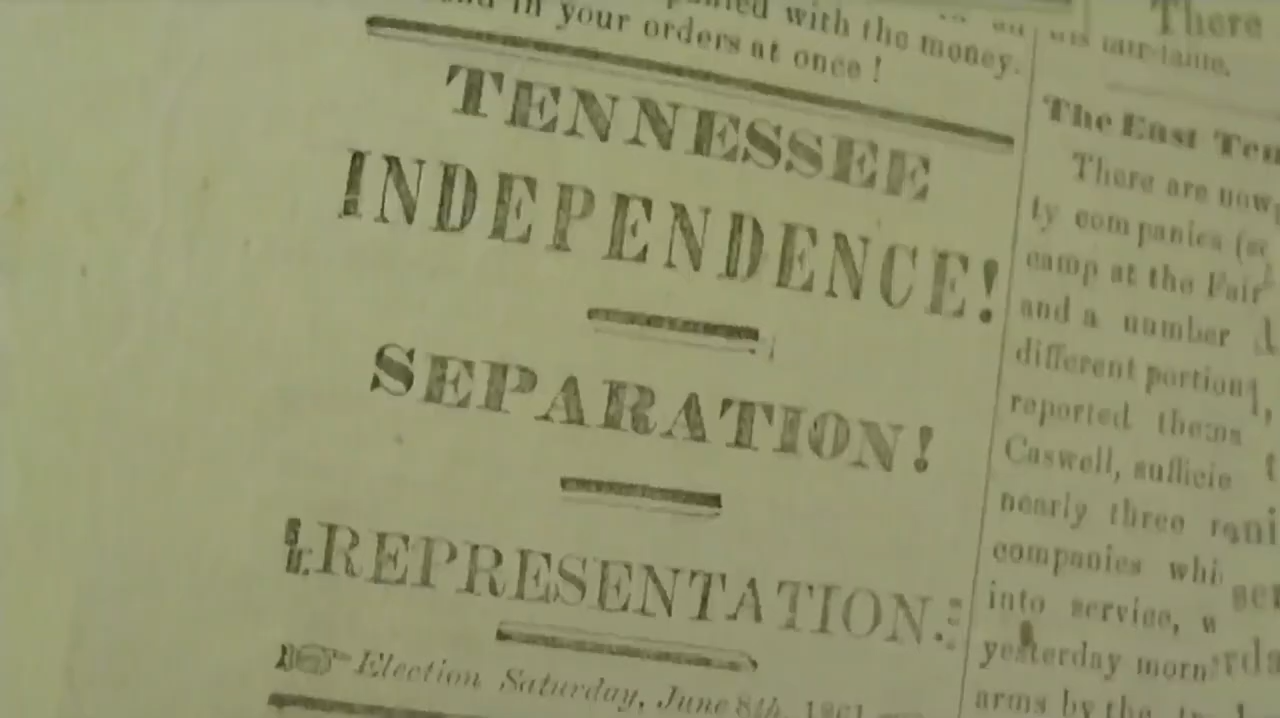 with the money.
in your orders at once!
TENNESSEE
INDEPENDENCE!
SEPARATION!
REPRESENTATION.
Election Saturday, June 8th, 1861
There
The East Ten
There are now
ty companies
camp at the Fair
and a number
different portion
reported thems
Caswell, sufficie
nearly three
companies whi
into service, w
yesterday morn
arms by the